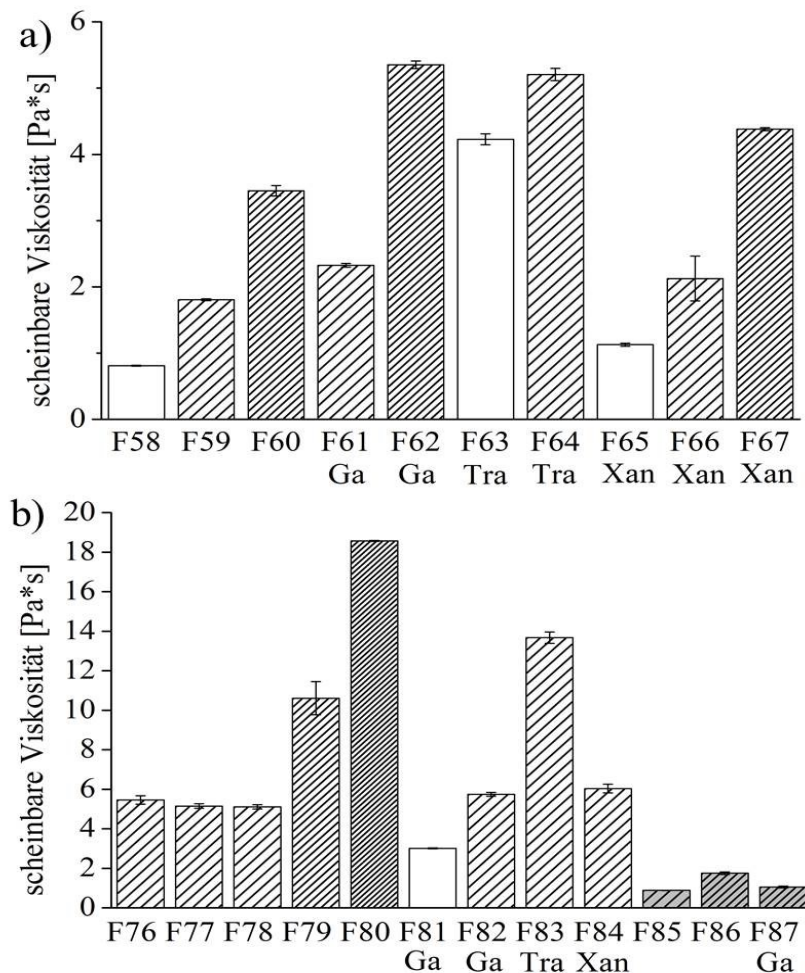 a)
scheinbare Viskosität [Pa*s]
6
4
2
0
F58 F59 F60 F61 F62 F63 F64 F65 F66 F67
Ga Ga Tra Tra Xan Xan Xan
b)
scheinbare Viskosität [Pa*s]
20
18
16
14
12
10
8
6
4
2
0
F76 F77 F78 F79 F80 F81 F82 F83 F84 F85 F86 F87
Ga Ga Tra Xan Ga